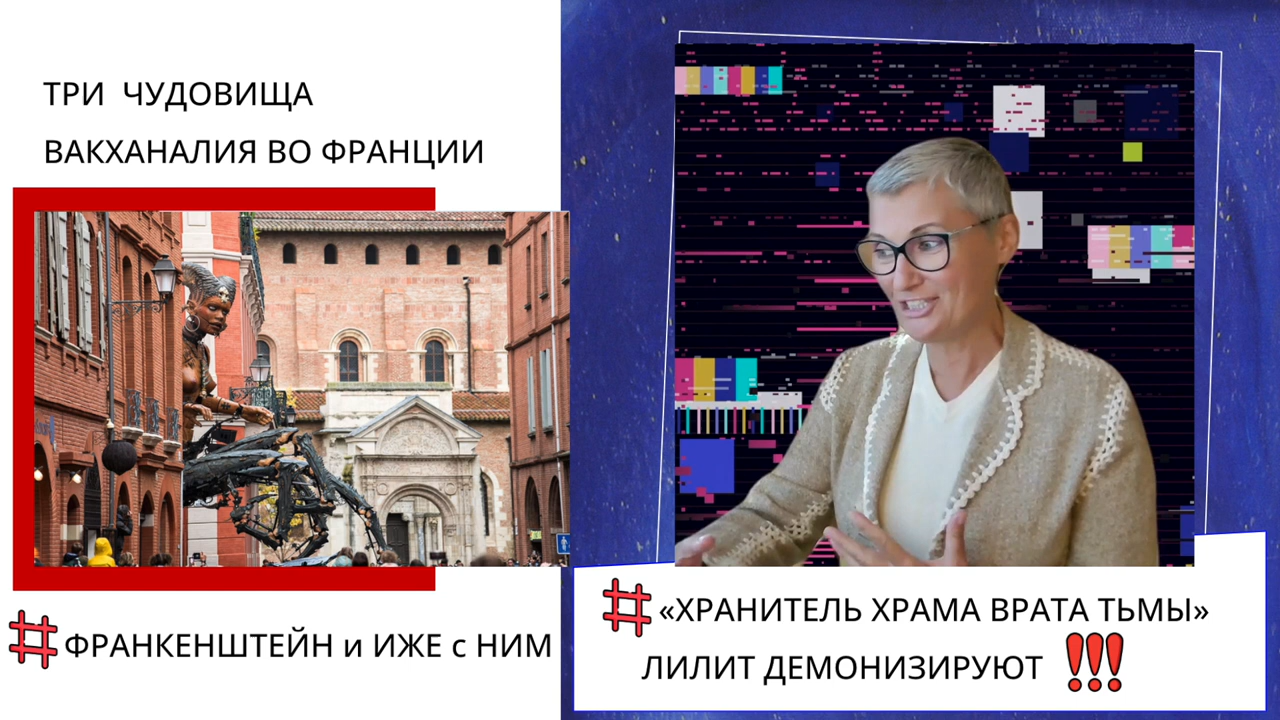 ТРИ ЧУДОВИЩА
ВАКХАНАЛИЯ ВО ФРАНЦИИ
#ФРАНКЕНШТЕЙН и ИЖЕ с НИМ
#«ХРАНИТЕЛЬ ХРАМА ВРАТА ТЬМЫ»
ЛИЛИТ ДЕМОНИЗИРУЮТ !!!